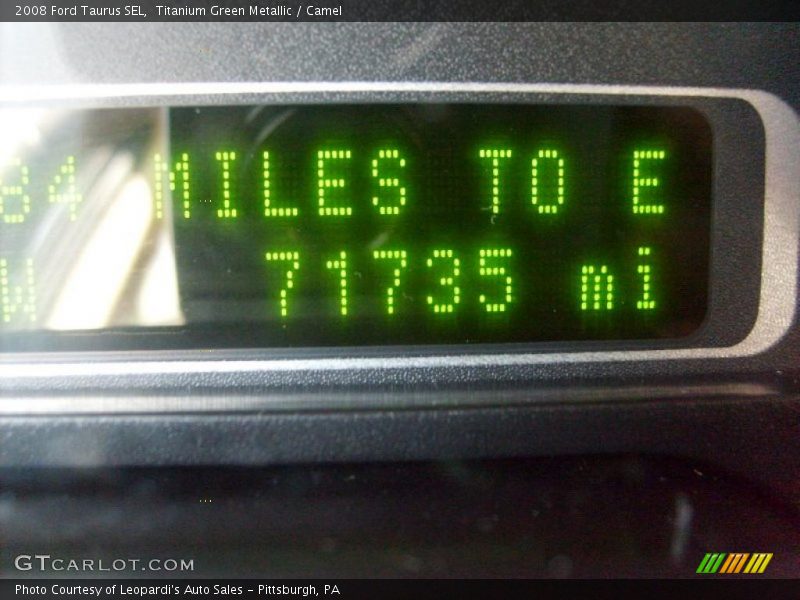 2008 Ford Taurus SEL,  Titanium Green Metallic / Camel
84 MILES TO E
W 71735 mi
GTCARLOT.COM
Photo Courtesy of Leopardi's Auto Sales - Pittsburgh, PA